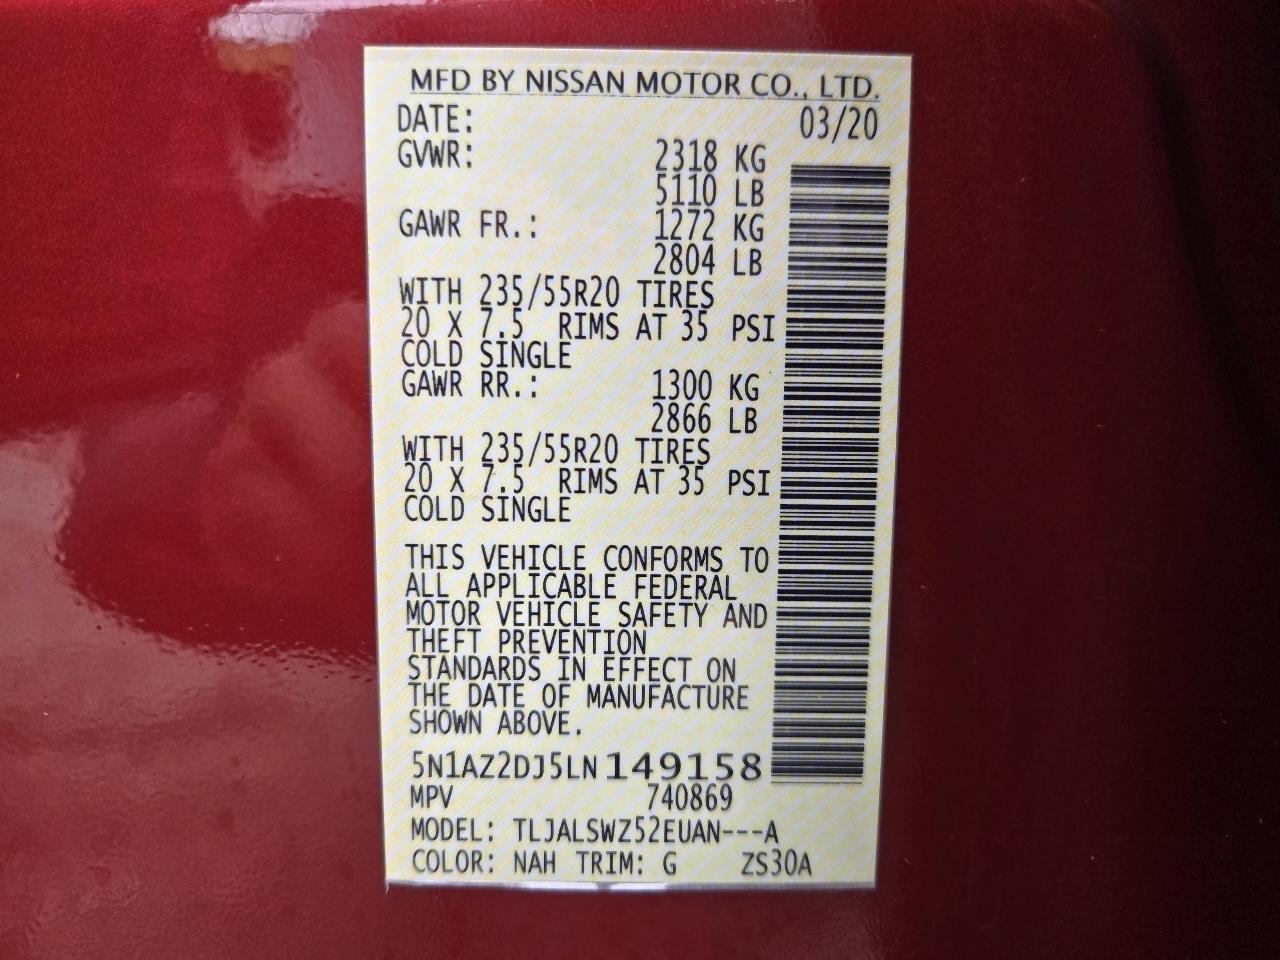 MFD BY NISSAN MOTOR CO., LTD.
DATE: 03/20
GVWR: 2318 KG
5110 LB
GAWR FR.: 1272 KG
2804 LB
WITH 235/55R20 TIRES
20 X 7.5 RIMS AT 35 PSI
COLD SINGLE
GAWR RR.: 1300 KG
2866 LB
WITH 235/55R20 TIRES
20 X 7.5 RIMS AT 35 PSI
COLD SINGLE
THIS VEHICLE CONFORMS TO
ALL APPLICABLE FEDERAL
MOTOR VEHICLE SAFETY AND
THEFT PREVENTION
STANDARDS IN EFFECT ON
THE DATE OF MANUFACTURE
SHOWN ABOVE.
5N1AZ2DJ5LN149158
MPV 740869
MODEL: TLJALSWZ52EUAN---A
COLOR: NAH TRIM: G ZS30A